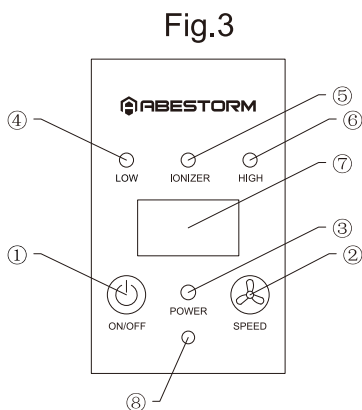 Fig.3
ABESTORM
④ ⑤
⑥
LOW IONIZER HIGH
⑦
③
① ②
POWER
ON/OFF SPEED
⑧